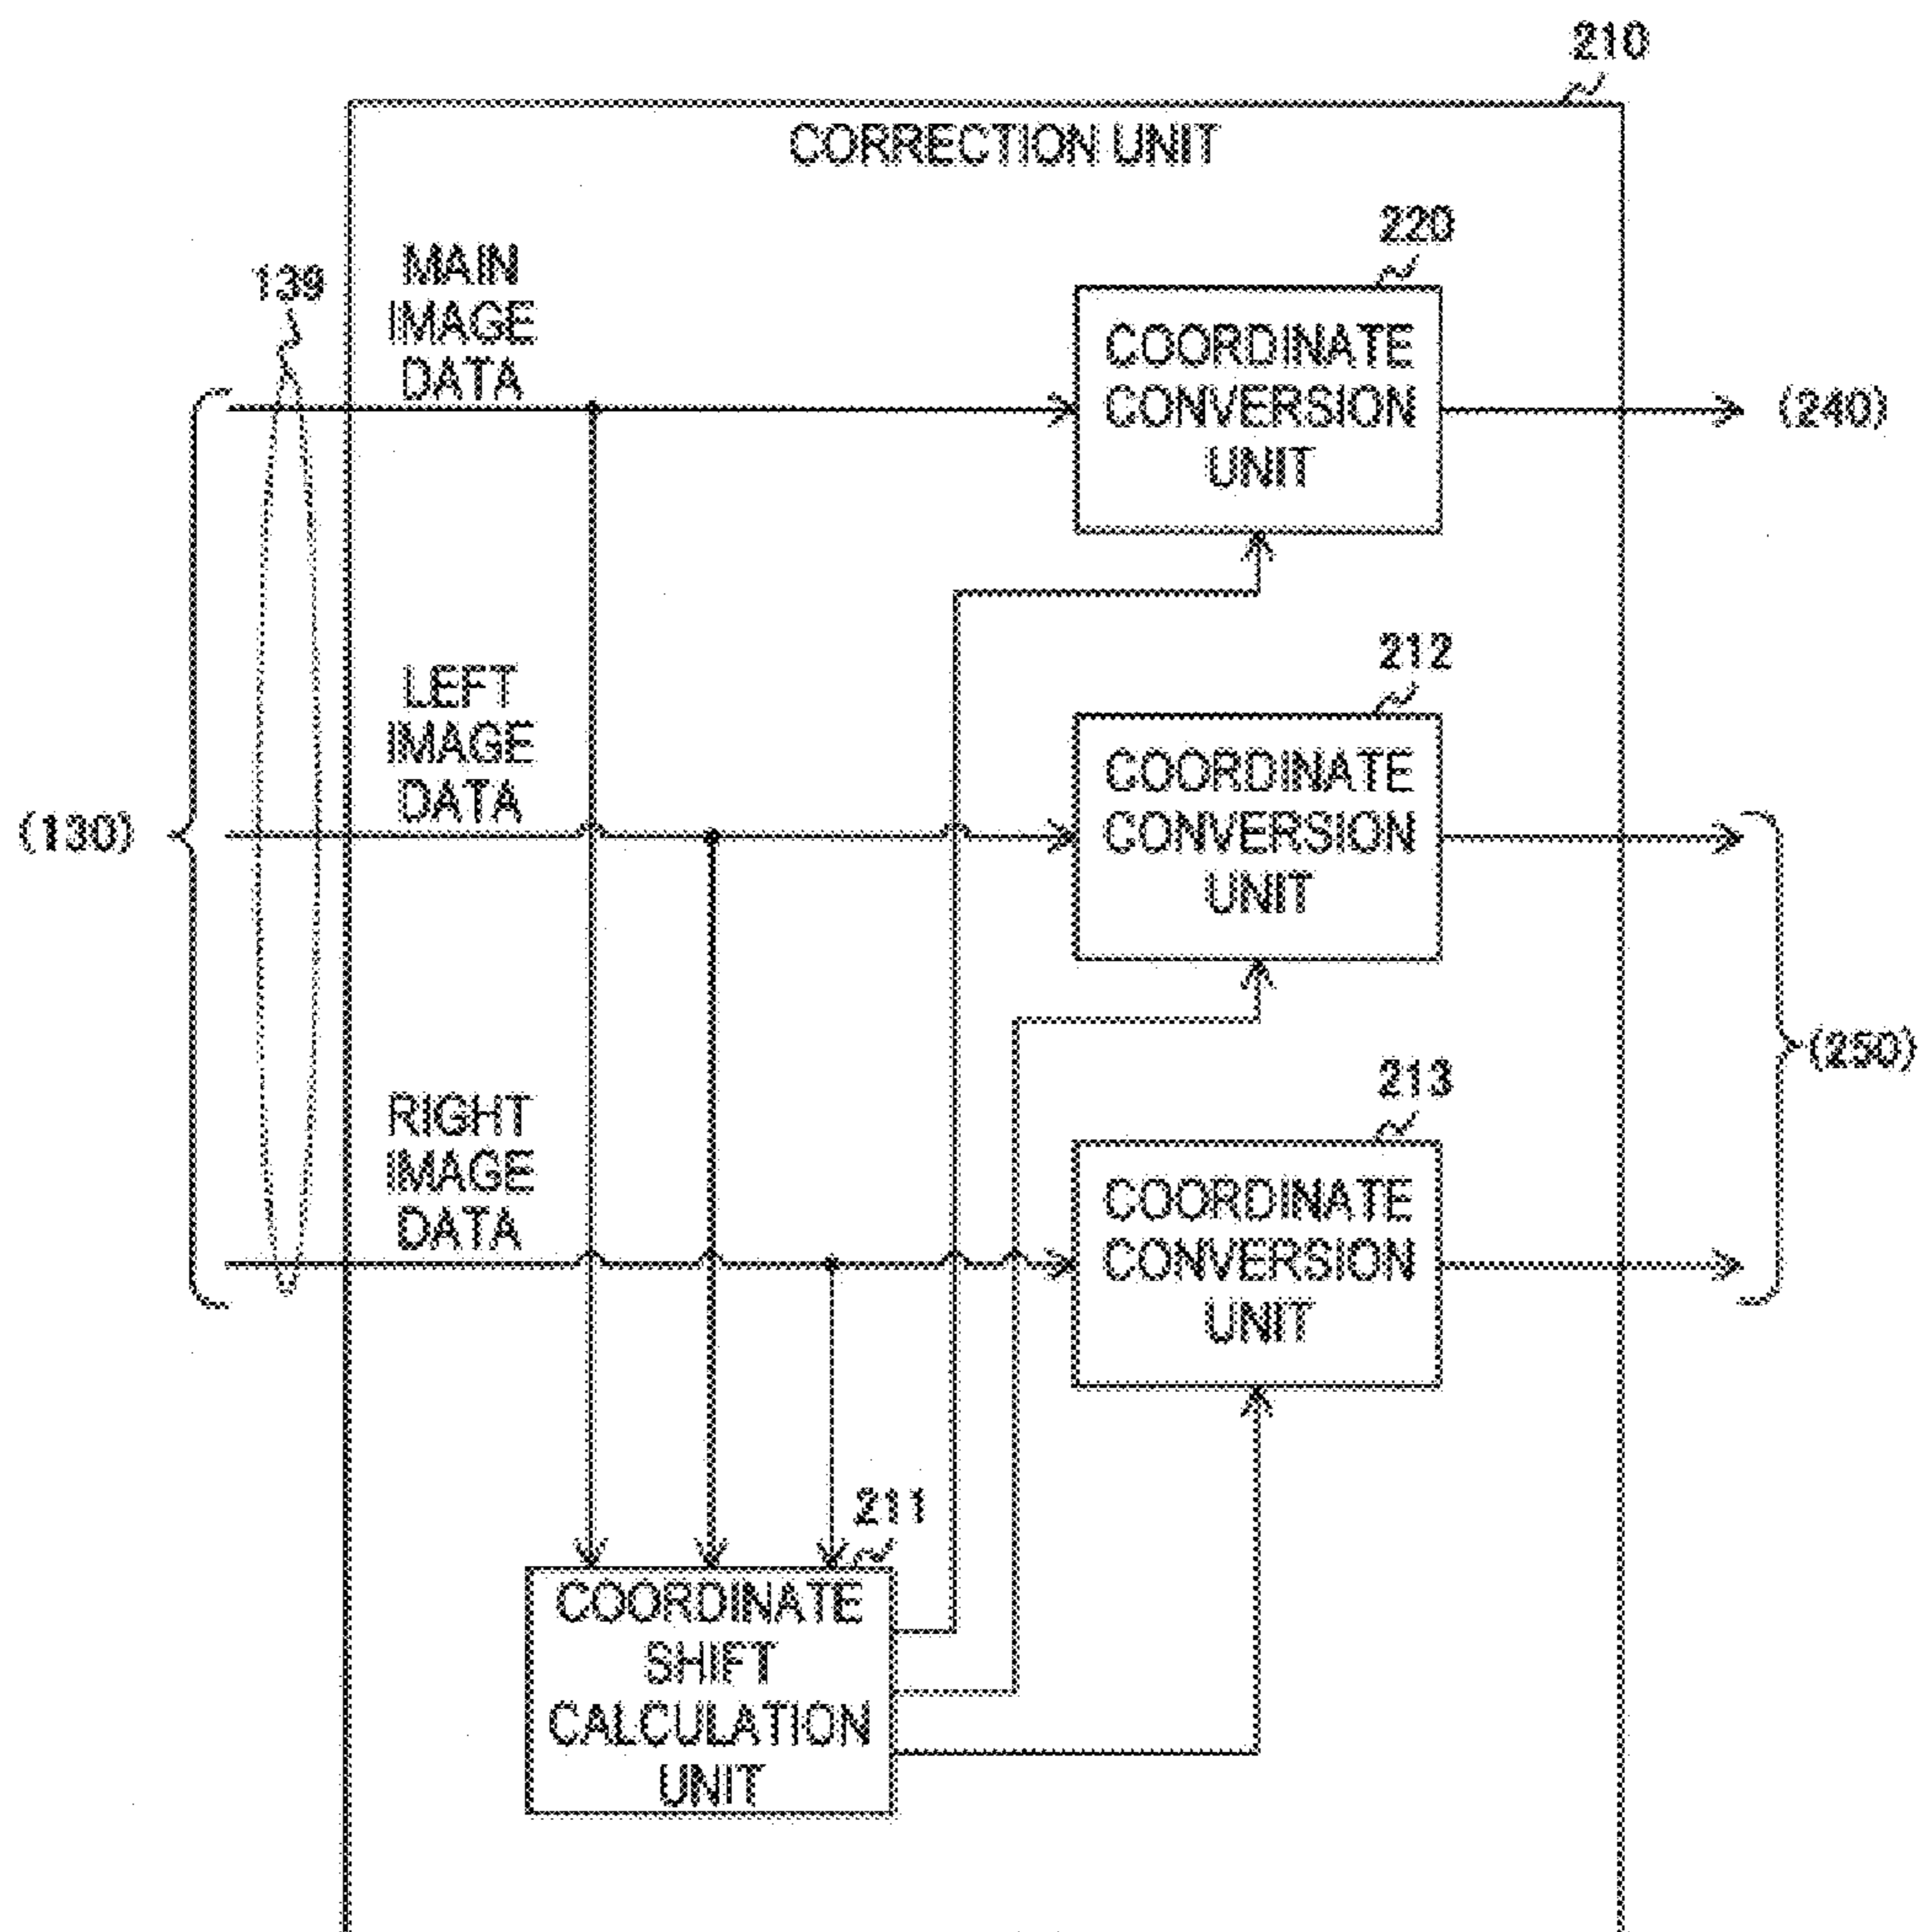 210
CORRECTION UNIT
220
139
MAIN
IMAGE
DATA
COORDINATE
CONVERSION
UNIT
(240)
212
LEFT
IMAGE
DATA
COORDINATE
CONVERSION
UNIT
(130)
(250)
213
RIGHT
IMAGE
DATA
COORDINATE
CONVERSION
UNIT
211
COORDINATE
SHIFT
CALCULATION
UNIT